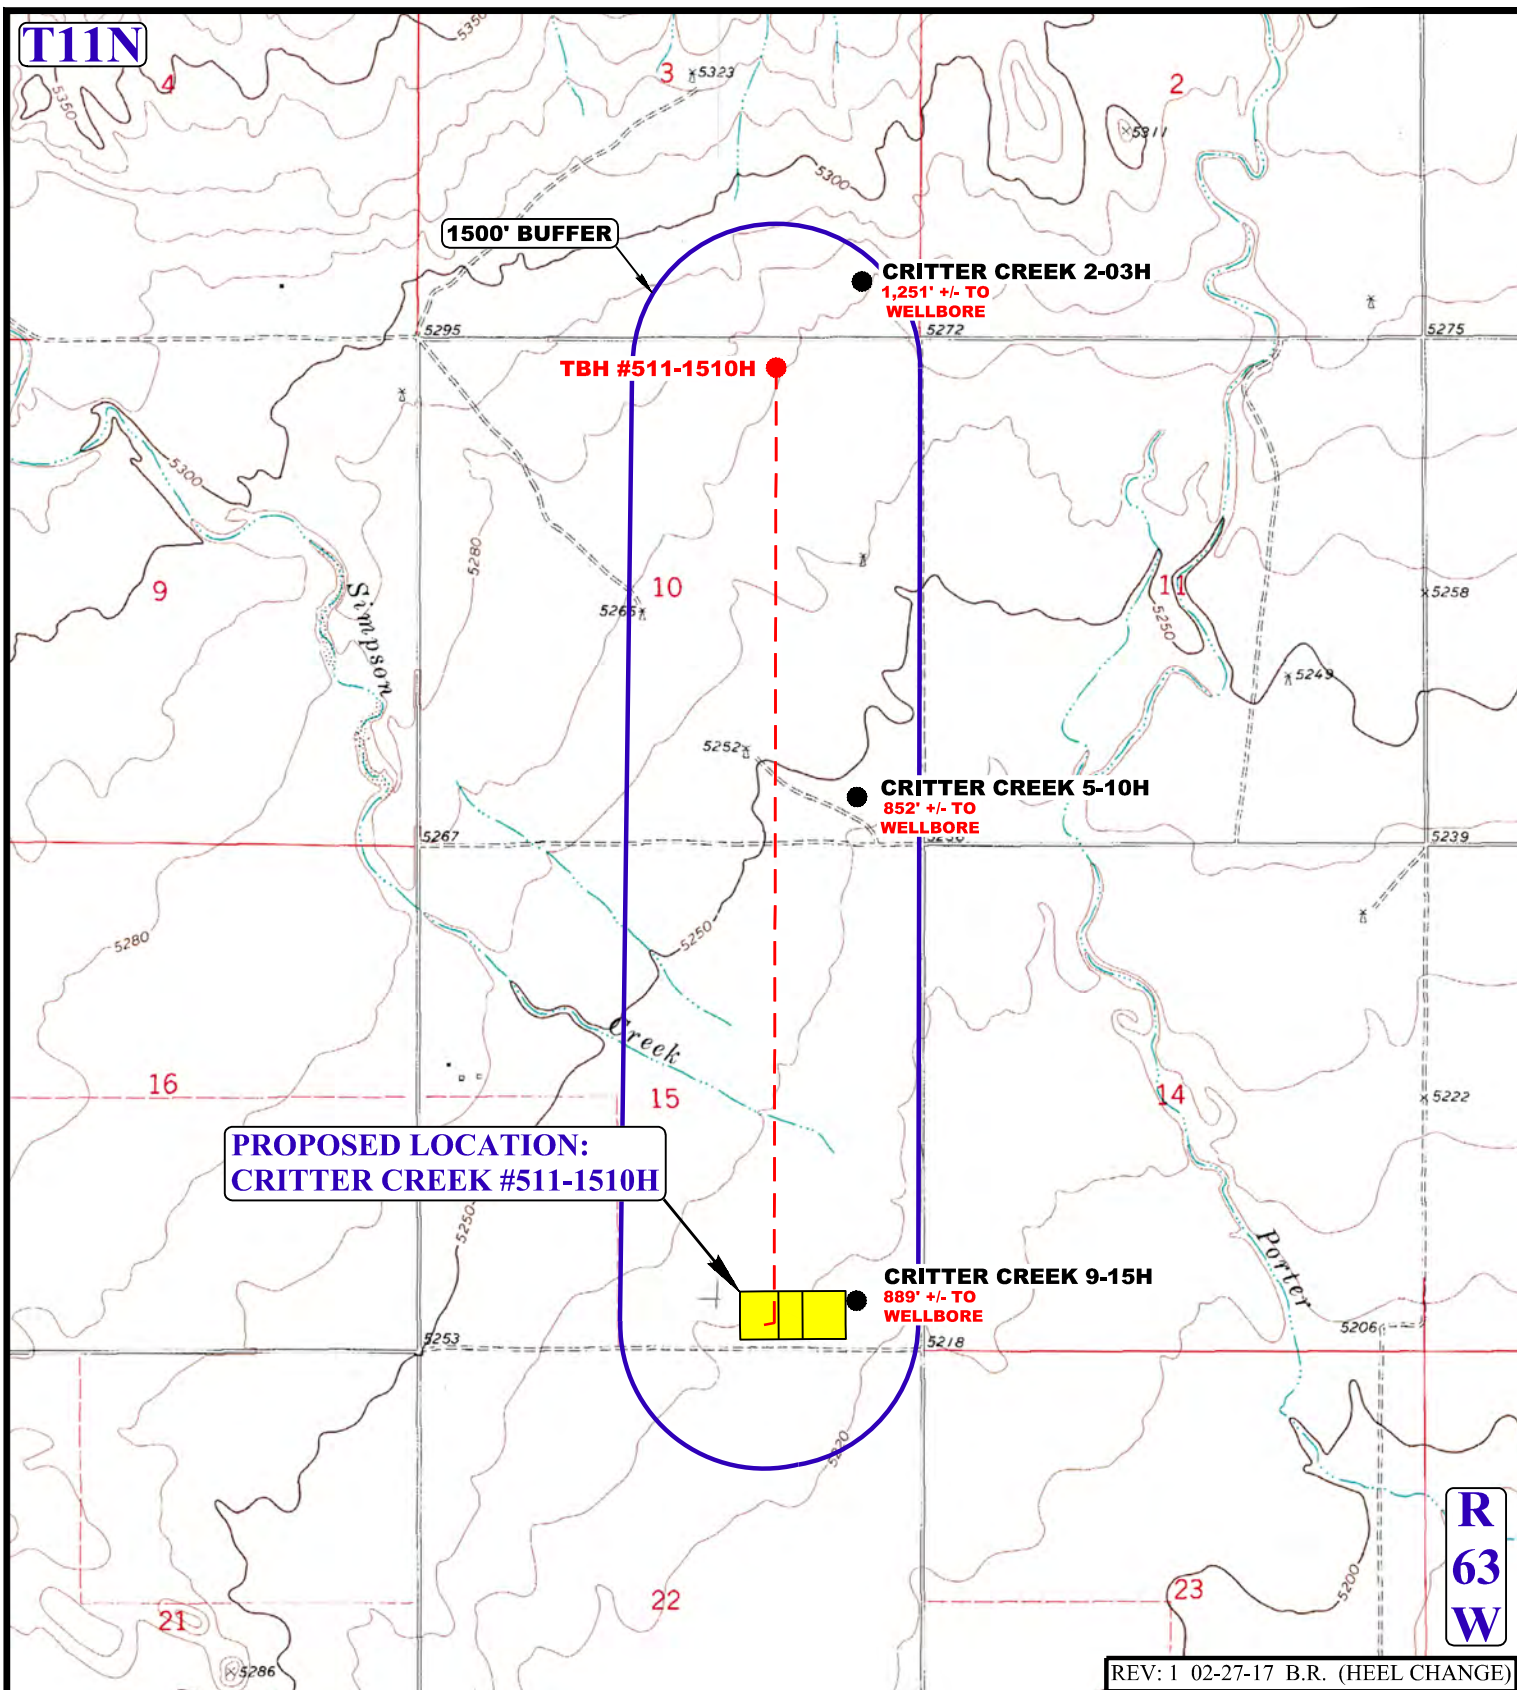 T11N
5350
5350
4
3
5323
2
5311
5300
1500' BUFFER
CRITTER CREEK 2-03H
1,251' +/- TO
WELLBORE
5295
5272
5275
TBH #511-1510H
5300
5280
9
Simpson
10
5265
11
5250
5258
5249
5252
CRITTER CREEK 5-10H
852' +/- TO
WELLBORE
5267
5239
5280
5250
Creek
16
15
14
5222
PROPOSED LOCATION:
CRITTER CREEK #511-1510H
5250
Porter
CRITTER CREEK 9-15H
889' +/- TO
WELLBORE
5253
5218
5206
5220
R
63
W
5200
21
22
23
5286
REV: 1 02-27-17 B.R. (HEEL CHANGE)